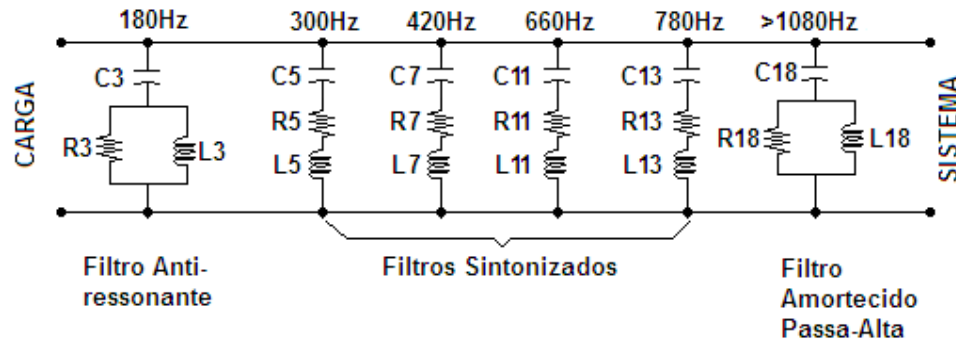 180Hz 300Hz 420Hz 660Hz 780Hz >1080Hz
C3 C5 C7 C11 C13 C18
R3 L3 R5 R7 R11 R13 R18 L18
L5 L7 L11 L13
CARGA
SISTEMA
Filtro Anti-
ressonante
Filtros Sintonizados
Filtro
Amortecido
Passa-Alta